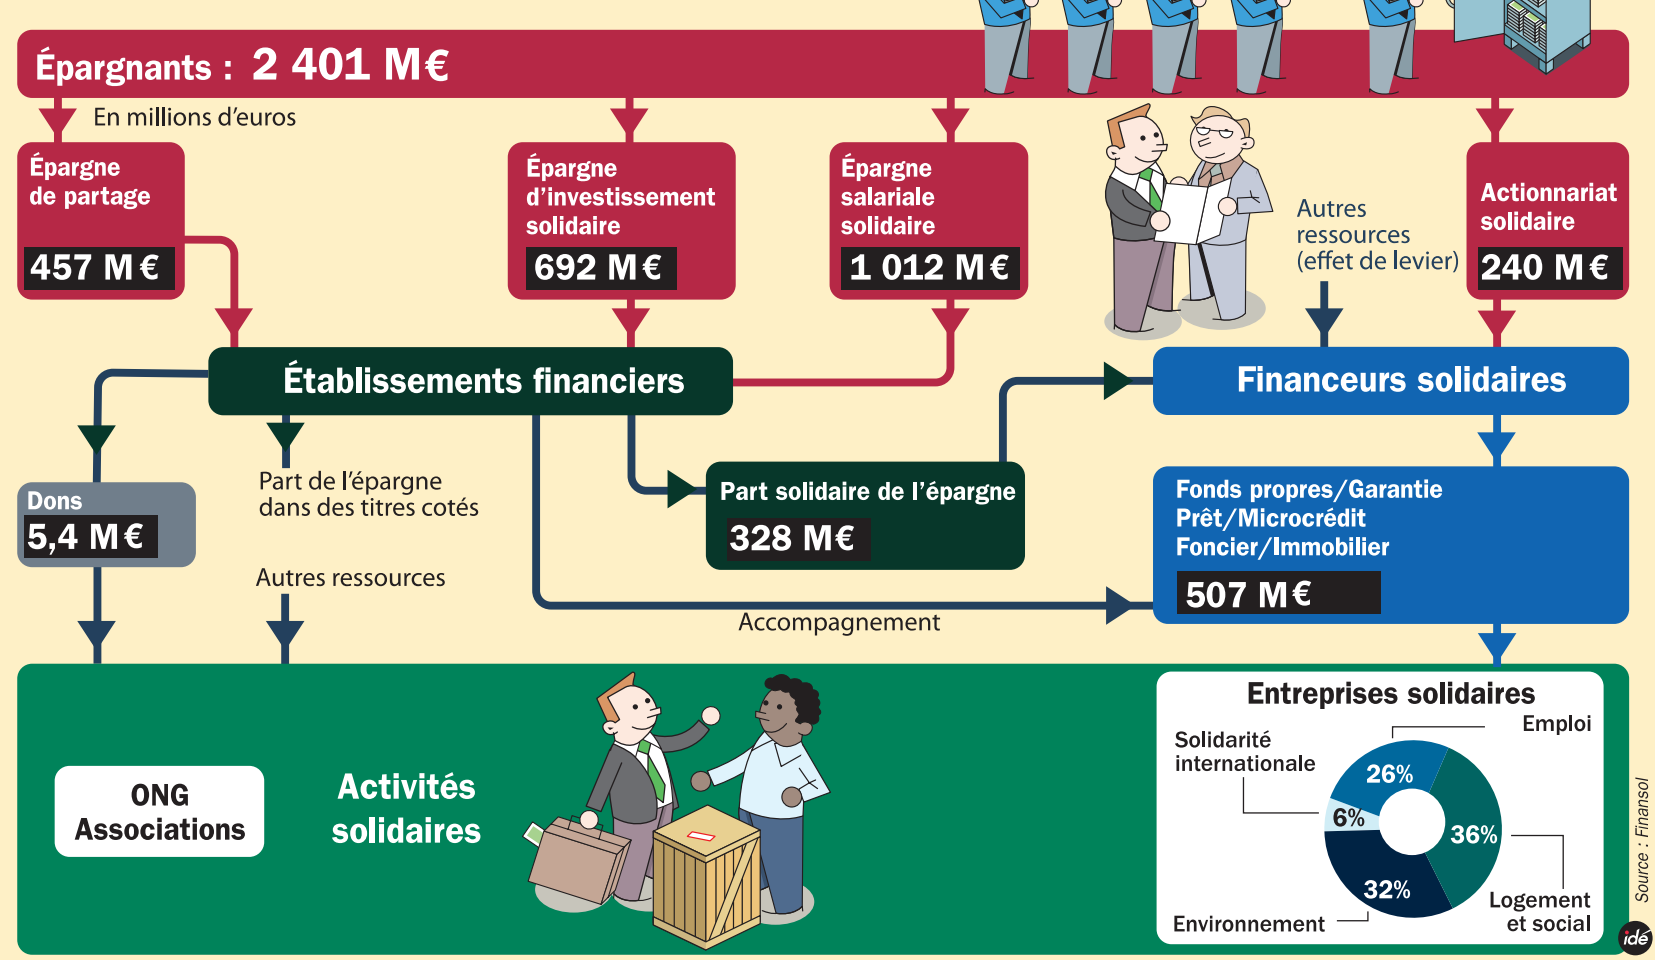 Épargnants : 2 401 M€
En millions d'euros
Épargne
de partage
457 M€
Épargne
d'investissement
solidaire
692 M€
Épargne
salariale
solidaire
1 012 M€
Autres
ressources
(effet de levier)
Actionnariat
solidaire
240 M€
Établissements financiers
Financeurs solidaires
Dons
5,4 M€
Part de l'épargne
dans des titres cotés
Autres ressources
Part solidaire de l'épargne
328 M€
Accompagnement
Fonds propres/Garantie
Prêt/Microcrédit
Foncier/Immobilier
507 M€
ONG
Associations
Activités
solidaires
Entreprises solidaires
Emploi
Solidarité
internationale
26%
6%
36%
32%
Logement
et social
Environnement
Source : Finansol
idé